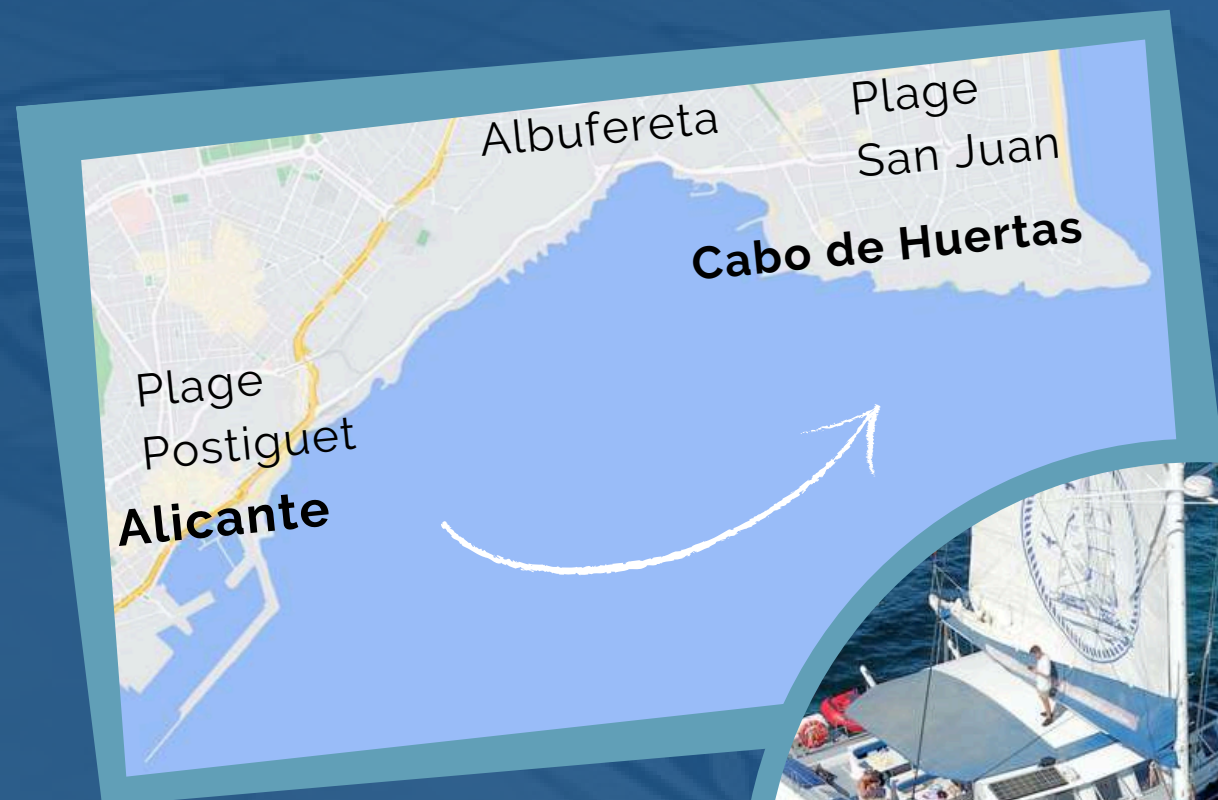 Albufereta
Plage
San Juan
Cabo de Huertas
Plage
Postiguet
Alicante